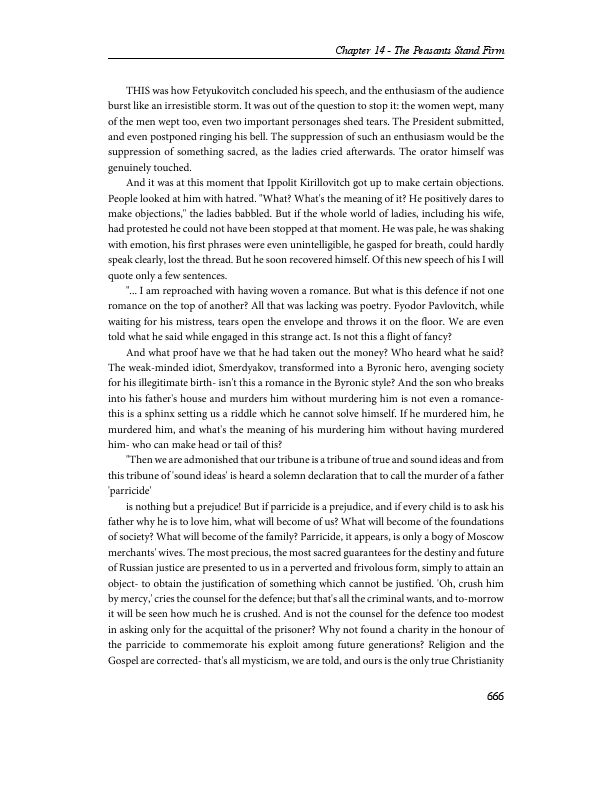 Chapter 14 - The Peasants Stand Firm
THIS was how Fetyukovitch concluded his speech, and the enthusiasm of the audience
burst like an irresistible storm. It was out of the question to stop it: the women wept, many
of the men wept too, even two important personages shed tears. The President submitted,
and even postponed ringing his bell. The suppression of such an enthusiasm would be the
suppression of something sacred, as the ladies cried afterwards. The orator himself was
genuinely touched.
And it was at this moment that Ippolit Kirillovitch got up to make certain objections.
People looked at him with hatred. "What? What's the meaning of it? He positively dares to
make objections," the ladies babbled. But if the whole world of ladies, including his wife,
had protested he could not have been stopped at that moment. He was pale, he was shaking
with emotion, his first phrases were even unintelligible, he gasped for breath, could hardly
speak clearly, lost the thread. But he soon recovered himself. Of this new speech of his I will
quote only a few sentences.
"... I am reproached with having woven a romance. But what is this defence if not one
romance on the top of another? All that was lacking was poetry. Fyodor Pavlovitch, while
waiting for his mistress, tears open the envelope and throws it on the floor. We are even
told what he said while engaged in this strange act. Is not this a flight of fancy?
And what proof have we that he had taken out the money? Who heard what he said?
The weak-minded idiot, Smerdyakov, transformed into a Byronic hero, avenging society
for his illegitimate birth- isn't this a romance in the Byronic style? And the son who breaks
into his father's house and murders him without murdering him is not even a romance-
this is a sphinx setting us a riddle which he cannot solve himself. If he murdered him, he
murdered him, and what's the meaning of his murdering him without having murdered
him- who can make head or tail of this?
"Then we are admonished that our tribune is a tribune of true and sound ideas and from
this tribune of 'sound ideas' is heard a solemn declaration that to call the murder of a father
'parricide'
is nothing but a prejudice! But if parricide is a prejudice, and if every child is to ask his
father why he is to love him, what will become of us? What will become of the foundations
of society? What will become of the family? Parricide, it appears, is only a bogy of Moscow
merchants' wives. The most precious, the most sacred guarantees for the destiny and future
of Russian justice are presented to us in a perverted and frivolous form, simply to attain an
object- to obtain the justification of something which cannot be justified. 'Oh, crush him
by mercy,' cries the counsel for the defence; but that's all the criminal wants, and to-morrow
it will be seen how much he is crushed. And is not the counsel for the defence too modest
in asking only for the acquittal of the prisoner? Why not found a charity in the honour of
the parricide to commemorate his exploit among future generations? Religion and the
Gospel are corrected- that's all mysticism, we are told, and ours is the only true Christianity
666